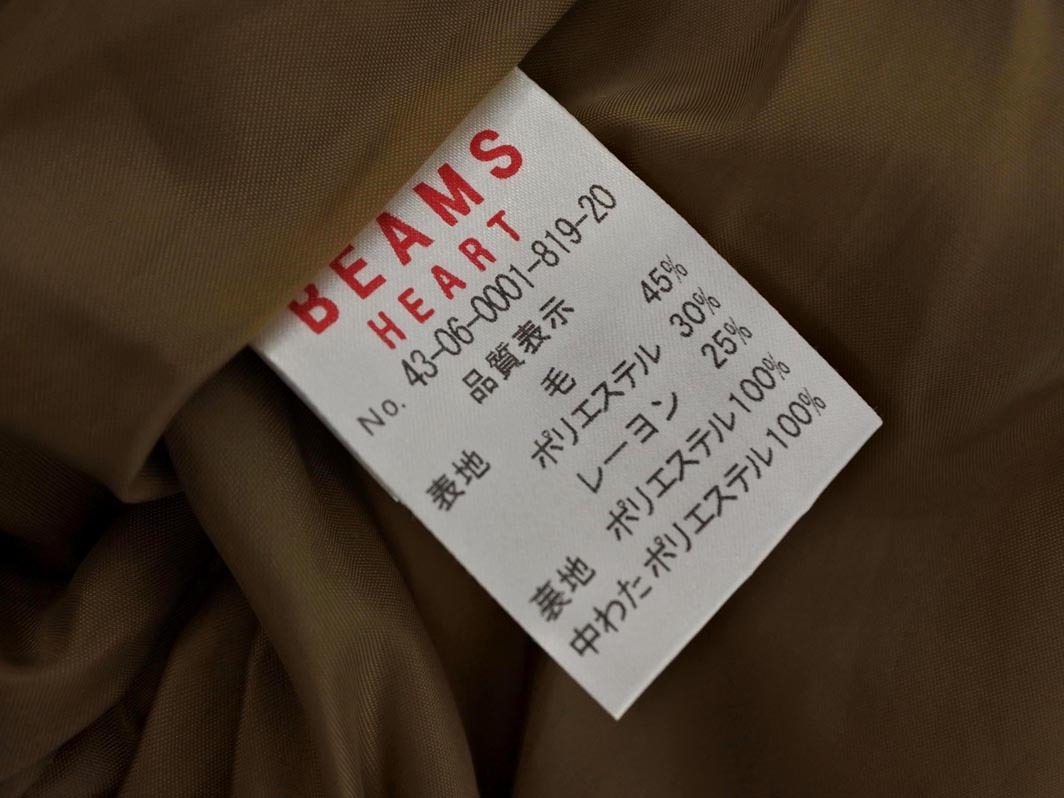 BEAMS
HEART
No. 43-06-0001-819-20
品質表示
表地 毛 45%
ポリエステル 30%
レーヨン 25%
裏地 ポリエステル100%
中わた ポリエステル100%